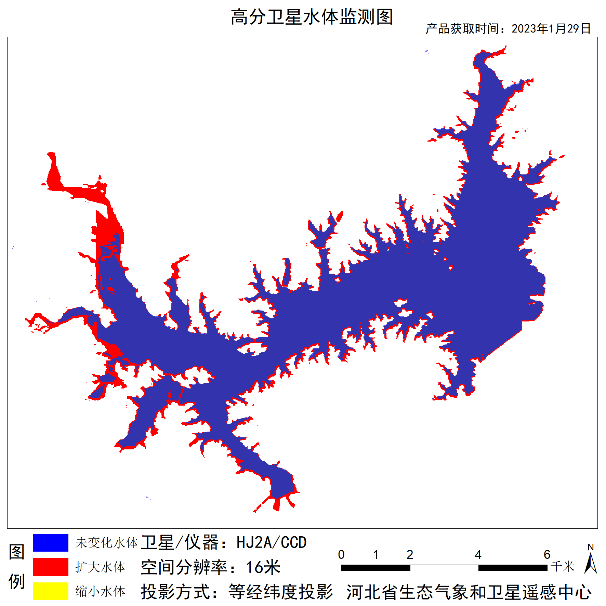 高分卫星水体监测图
产品获取时间：2023年1月29日
图例
未变化水体
扩大水体
缩小水体
卫星/仪器：HJ2A/CCD
空间分辨率：16米
投影方式：等经纬度投影
0 2 4 6 千米
N
河北省生态气象和卫星遥感中心